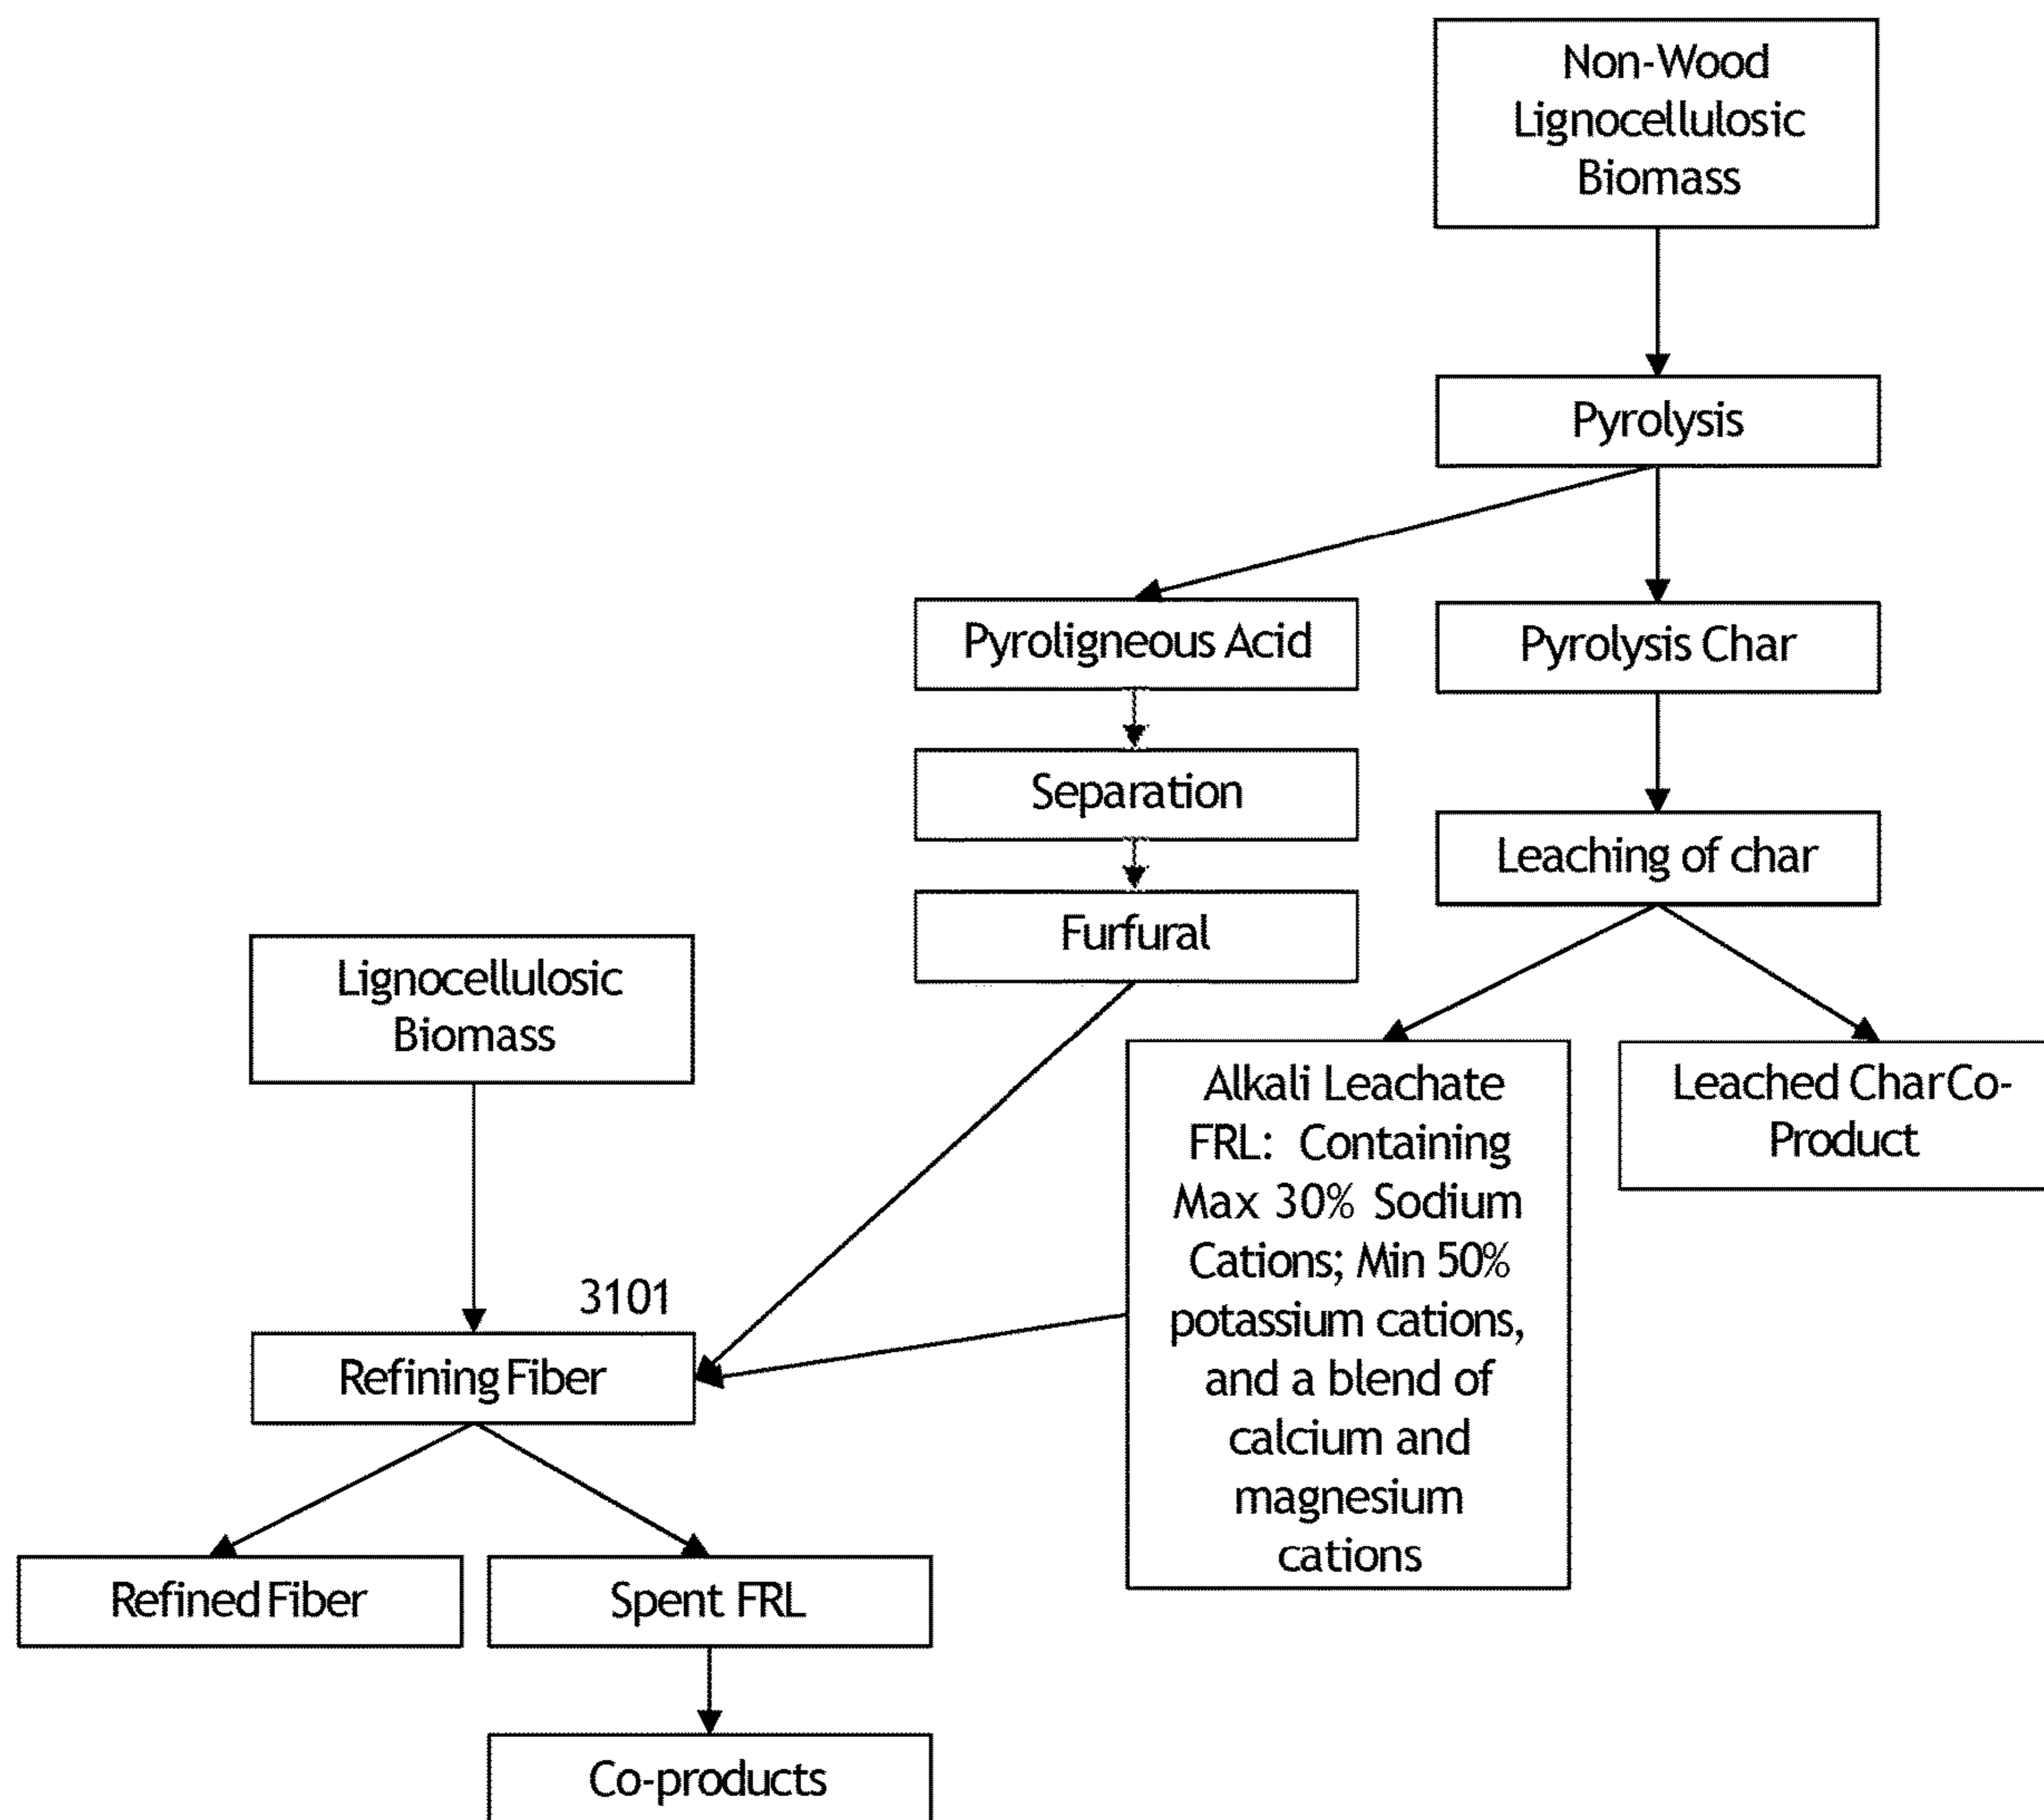 Non-Wood
Lignocellulosic
Biomass
Pyrolysis
Pyroligneous Acid
Pyrolysis Char
Separation
Leaching of char
Furfural
Lignocellulosic
Biomass
Alkali Leachate
FRL: Containing
Max 30% Sodium
Cations; Min 50%
potassium cations,
and a blend of
calcium and
magnesium
cations
Leached CharCo-
Product
3101
Refining Fiber
Refined Fiber
Spent FRL
Co-products